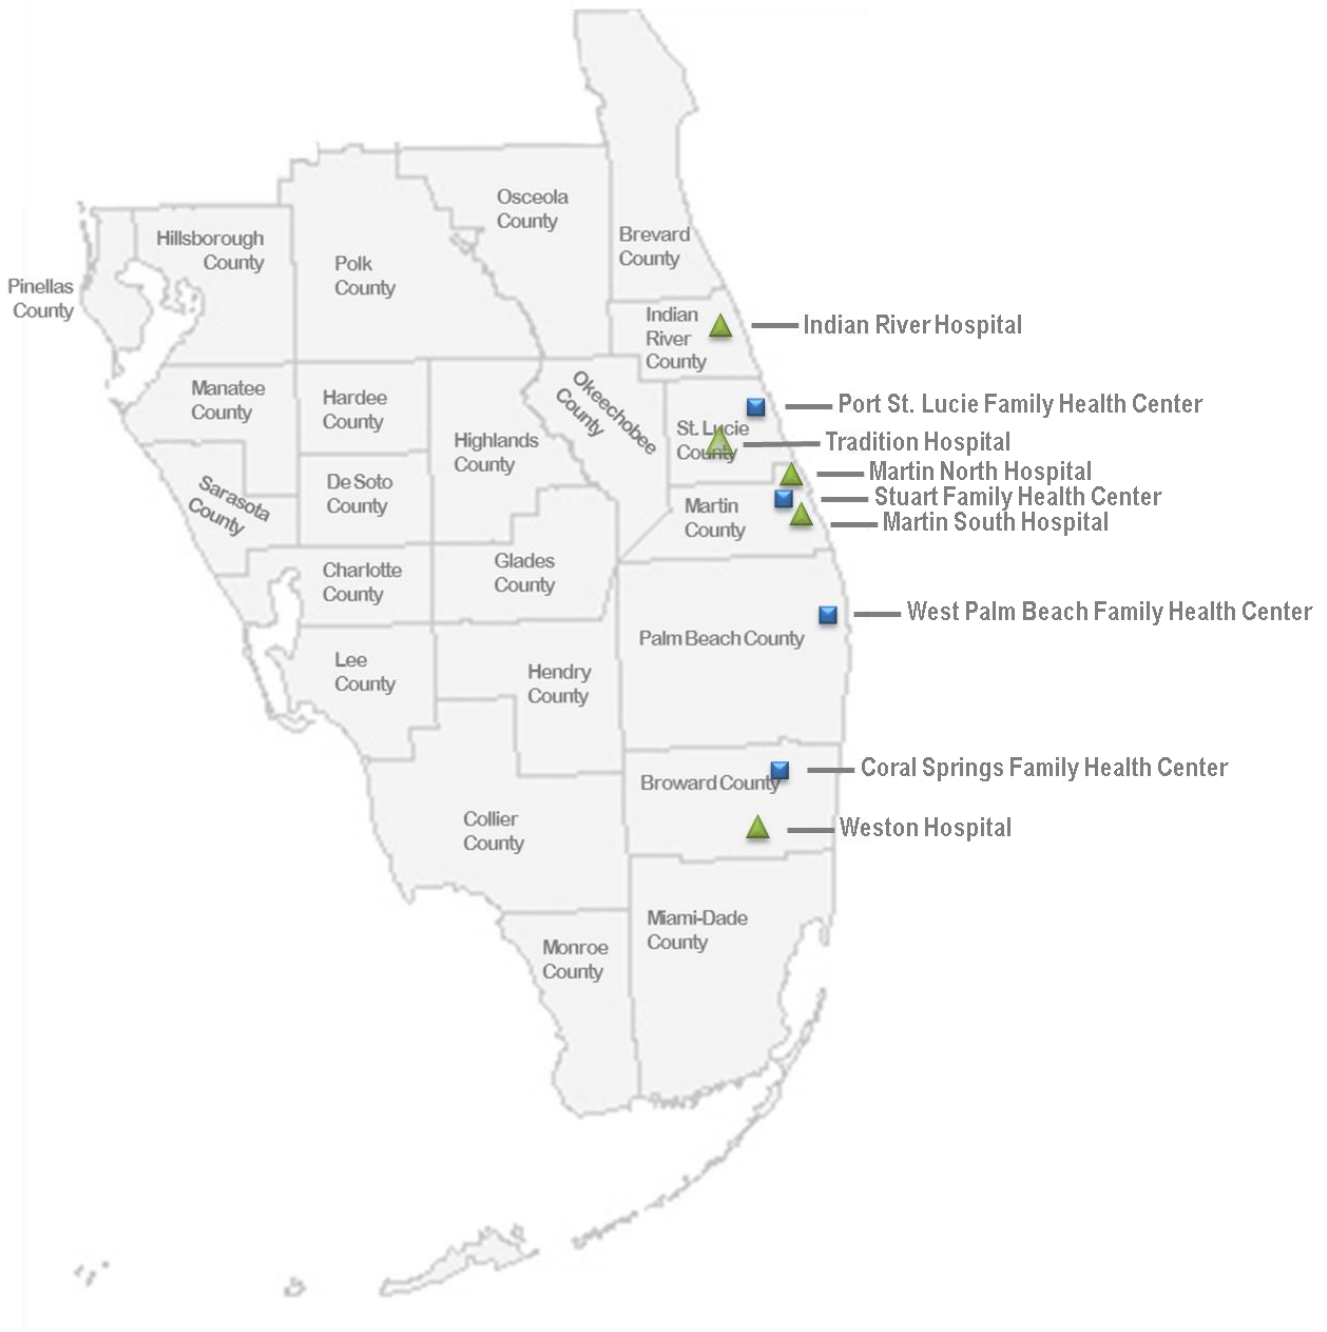 Osceola
County
Hillsborough
County
Brevard
County
Polk
County
Pinellas
County
Indian
River
County
Indian River Hospital
Manatee
County
Hardee
County
Okeechobee
County
Port St. Lucie Family Health Center
St. Lucie
County
Tradition Hospital
Highlands
County
Martin North Hospital
De Soto
County
Sarasota
County
Stuart Family Health Center
Martin
County
Martin South Hospital
Charlotte
County
Glades
County
West Palm Beach Family Health Center
Palm Beach County
Lee
County
Hendry
County
Coral Springs Family Health Center
Broward County
Collier
County
Weston Hospital
Miami-Dade
County
Monroe
County